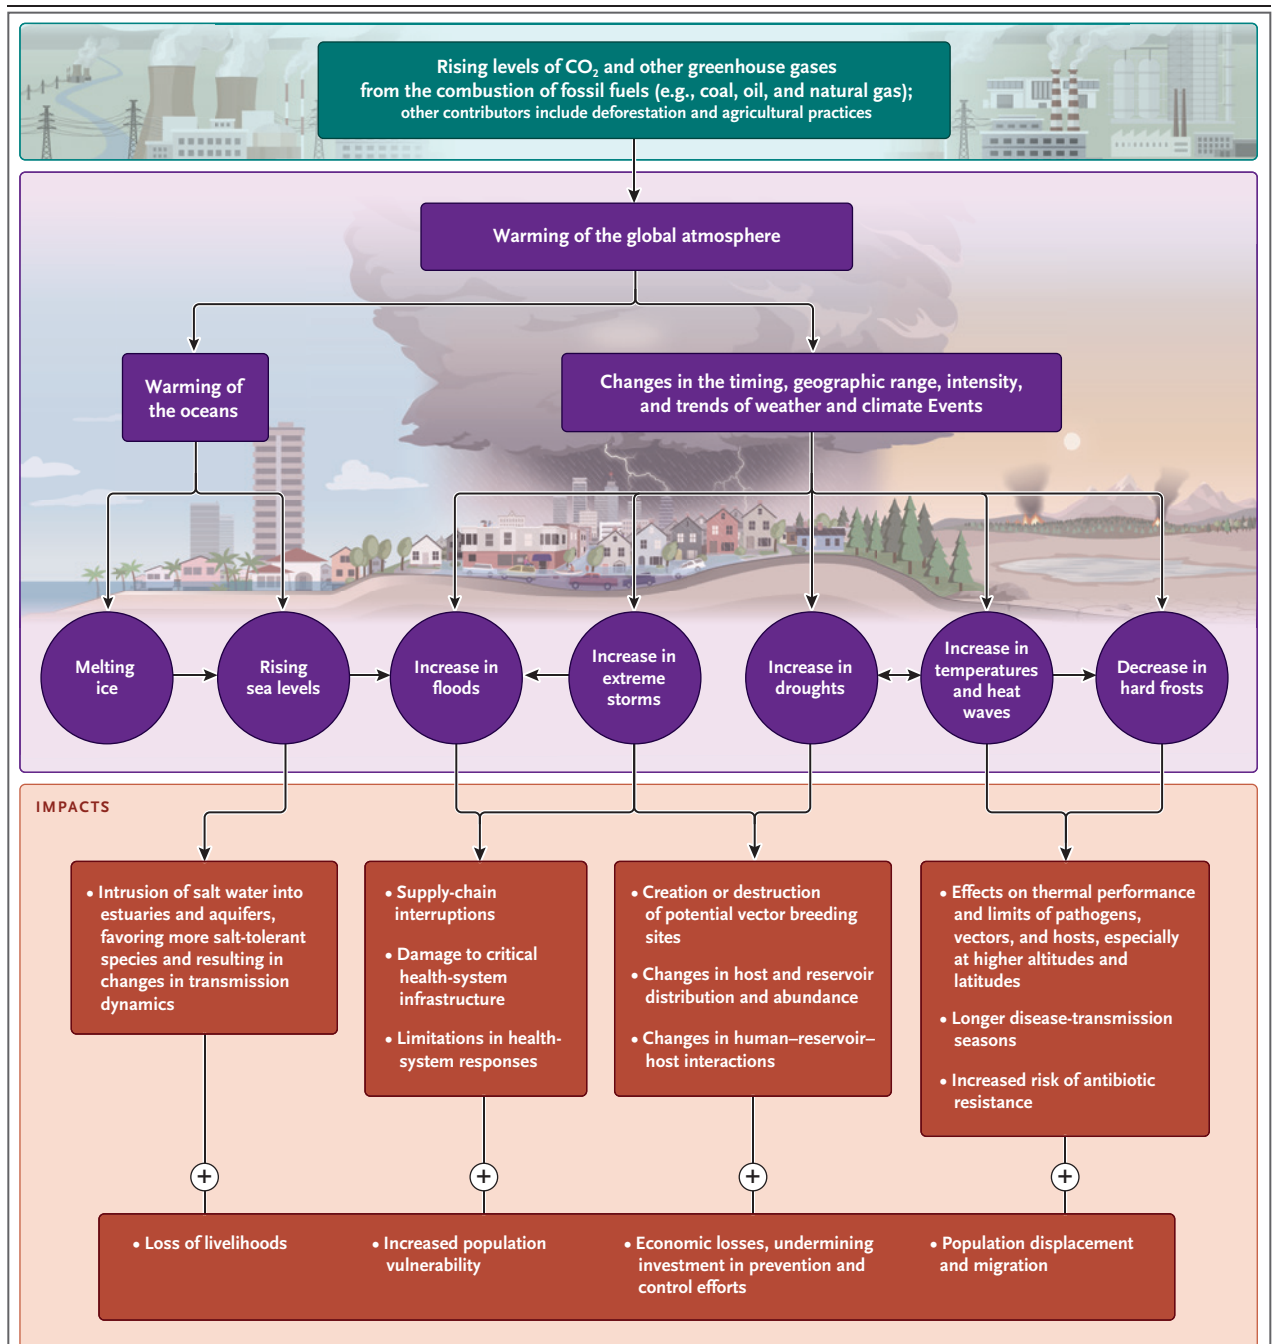 Rising levels of CO₂ and other greenhouse gases
from the combustion of fossil fuels (e.g., coal, oil, and natural gas);
other contributors include deforestation and agricultural practices
Warming of the global atmosphere
Warming of
the oceans
Changes in the timing, geographic range, intensity,
and trends of weather and climate Events
Melting
ice
Rising
sea levels
Increase in
floods
Increase in
extreme
storms
Increase in
droughts
Increase in
temperatures
and heat
waves
Decrease in
hard frosts
IMPACTS
• Intrusion of salt water into
estuaries and aquifers,
favoring more salt-tolerant
species and resulting in
changes in transmission
dynamics
• Supply-chain
interruptions
• Damage to critical
health-system
infrastructure
• Limitations in health-
system responses
• Creation or destruction
of potential vector breeding
sites
• Changes in host and reservoir
distribution and abundance
• Changes in human–reservoir–
host interactions
• Effects on thermal performance
and limits of pathogens,
vectors, and hosts, especially
at higher altitudes and
latitudes
• Longer disease-transmission
seasons
• Increased risk of antibiotic
resistance
+
+
+
+
• Loss of livelihoods
• Increased population
vulnerability
• Economic losses, undermining
investment in prevention and
control efforts
• Population displacement
and migration